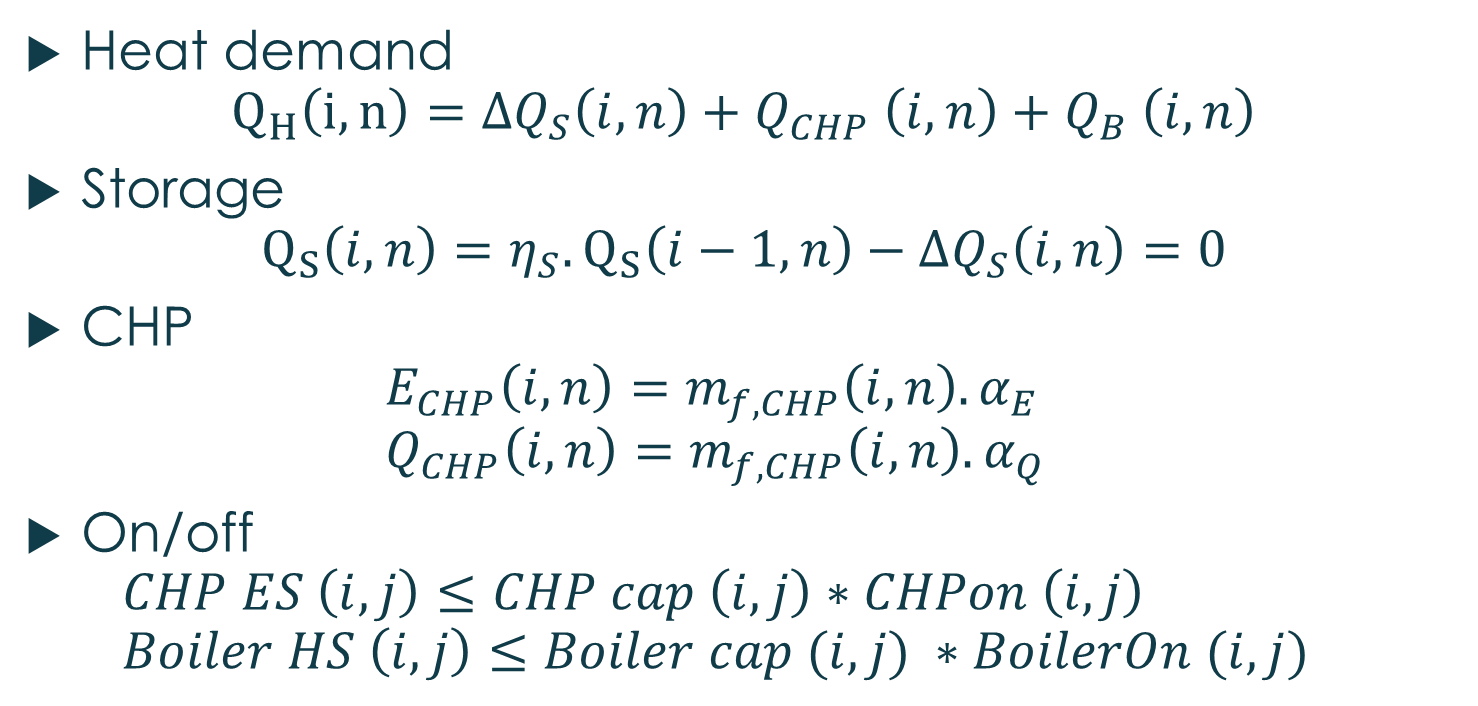 ▶ Heat demand
Q_H(i,n) = ΔQ_S(i,n) + Q_CHP (i,n) + Q_B (i,n)
▶ Storage
Q_S(i,n) = η_S. Q_S(i − 1,n) − ΔQ_S(i,n) = 0
▶ CHP
E_CHP(i,n) = m_f,CHP(i,n). α_E
Q_CHP(i,n) = m_f,CHP(i,n). α_Q
▶ On/off
CHP ES (i,j) ≤ CHP cap (i,j) ∗ CHPon (i,j)
Boiler HS (i,j) ≤ Boiler cap (i,j) ∗ BoilerOn (i,j)